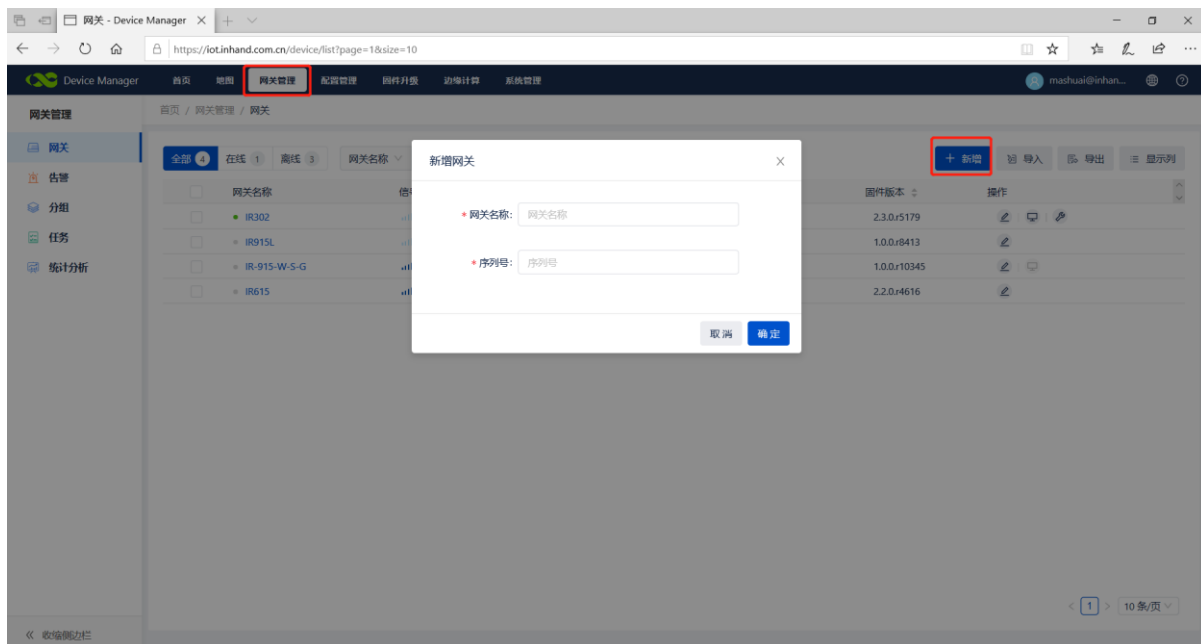 网关 - Device Manager
https://iot.inhand.com.cn/device/list?page=1&size=10
Device Manager 首页 地图 网关管理 配置管理 固件升级 边缘计算 系统管理 mashuai@inhan...
网关管理 首页 / 网关管理 / 网关
网关
告警
分组
任务
统计分析
全部 4 在线 1 离线 3 网关名称 + 新增 导入 导出 显示列
网关名称 固件版本 操作
IR302 2.3.0.r5179
IR915L 1.0.0.r8413
IR-915-W-S-G 1.0.0.r10345
IR615 2.2.0.r4616
新增网关
* 网关名称: 网关名称
* 序列号: 序列号
取消 确定
< 1 > 10 条/页
收缩侧边栏